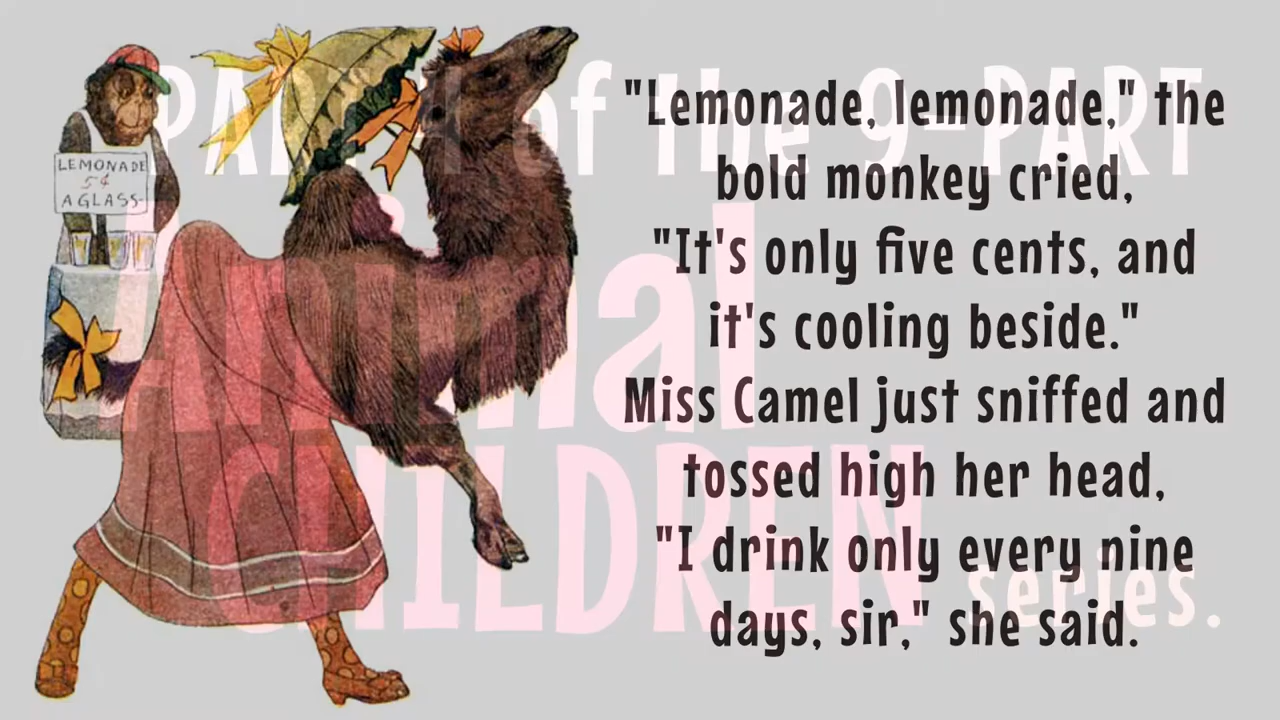 LEMONADE
5¢
A GLASS
"Lemonade, lemonade," the
bold monkey cried,
"It's only five cents, and
it's cooling beside."
Miss Camel just sniffed and
tossed high her head,
"I drink only every nine
days, sir," she said.
of the 9-PART
Animal
CHILDREN
series.